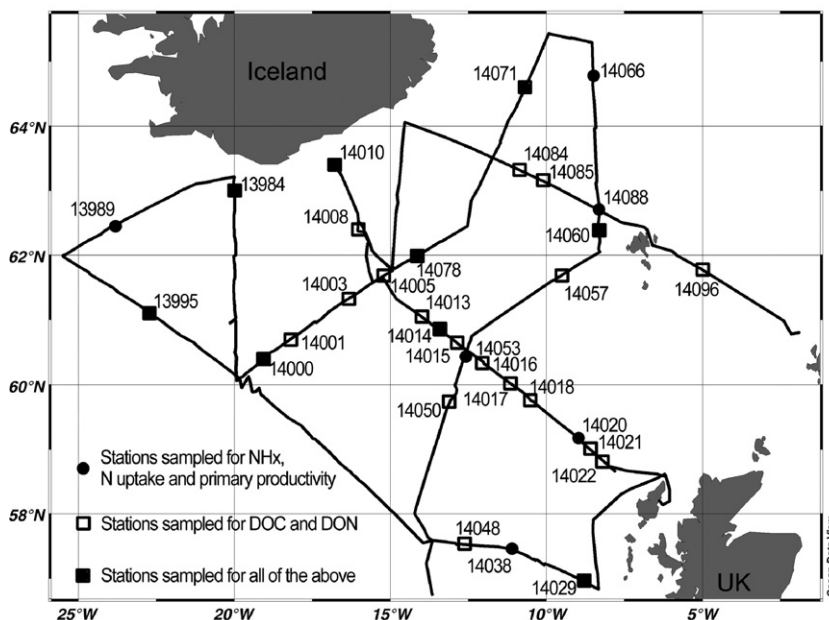 Iceland
14071
14066
64°N
14010
14084
14085
13984
13989
14008
14088
14060
62°N
14078
14005
14003
14057
14096
13995
14013
14014
14001
14015
14053
14016
14000
60°N
14017
14018
14050
14020
14021
14022
Stations sampled for NHx,
N uptake and primary productivity
58°N
Stations sampled for DOC and DON
14048
14038
Stations sampled for all of the above
14029
UK
25°W
20°W
15°W
10°W
5°W